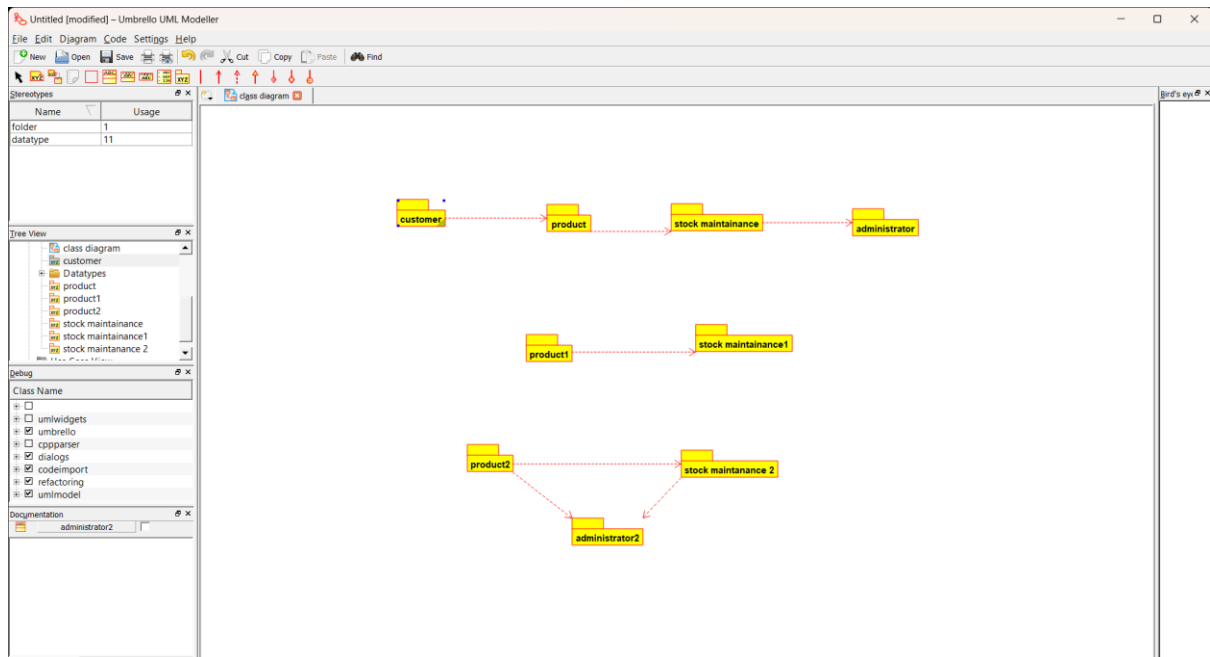 Untitled [modified] – Umbrello UML Modeller
File Edit Diagram Code Settings Help
New Open Save Cut Copy Paste Find
Stereotypes
class diagram
Bird's ey
Name Usage
folder 1
datatype 11
customer
product
stock maintainance
administrator
Tree View
class diagram
customer
Datatypes
product
product1
product2
stock maintainance
stock maintainance1
stock maintanance 2
product1
stock maintainance1
Debug
Class Name
umlwidgets
umbrello
cppparser
dialogs
codeimport
refactoring
umlmodel
product2
stock maintanance 2
administrator2
Documentation
administrator2